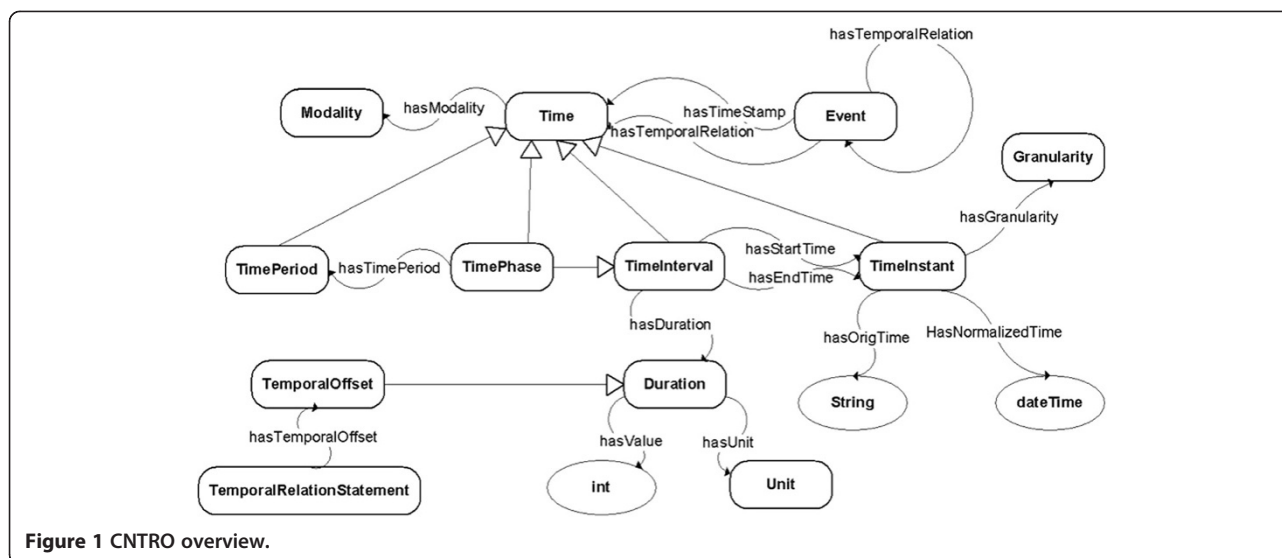 hasTemporalRelation
Modality
hasModality
Time
hasTimeStamp
Event
hasTemporalRelation
Granularity
hasGranularity
TimePeriod
hasTimePeriod
TimePhase
TimeInterval
hasStartTime
hasEndTime
TimeInstant
hasDuration
hasOrigTime
HasNormalizedTime
TemporalOffset
Duration
String
dateTime
hasTemporalOffset
hasValue
hasUnit
TemporalRelationStatement
int
Unit
Figure 1 CNTRO overview.